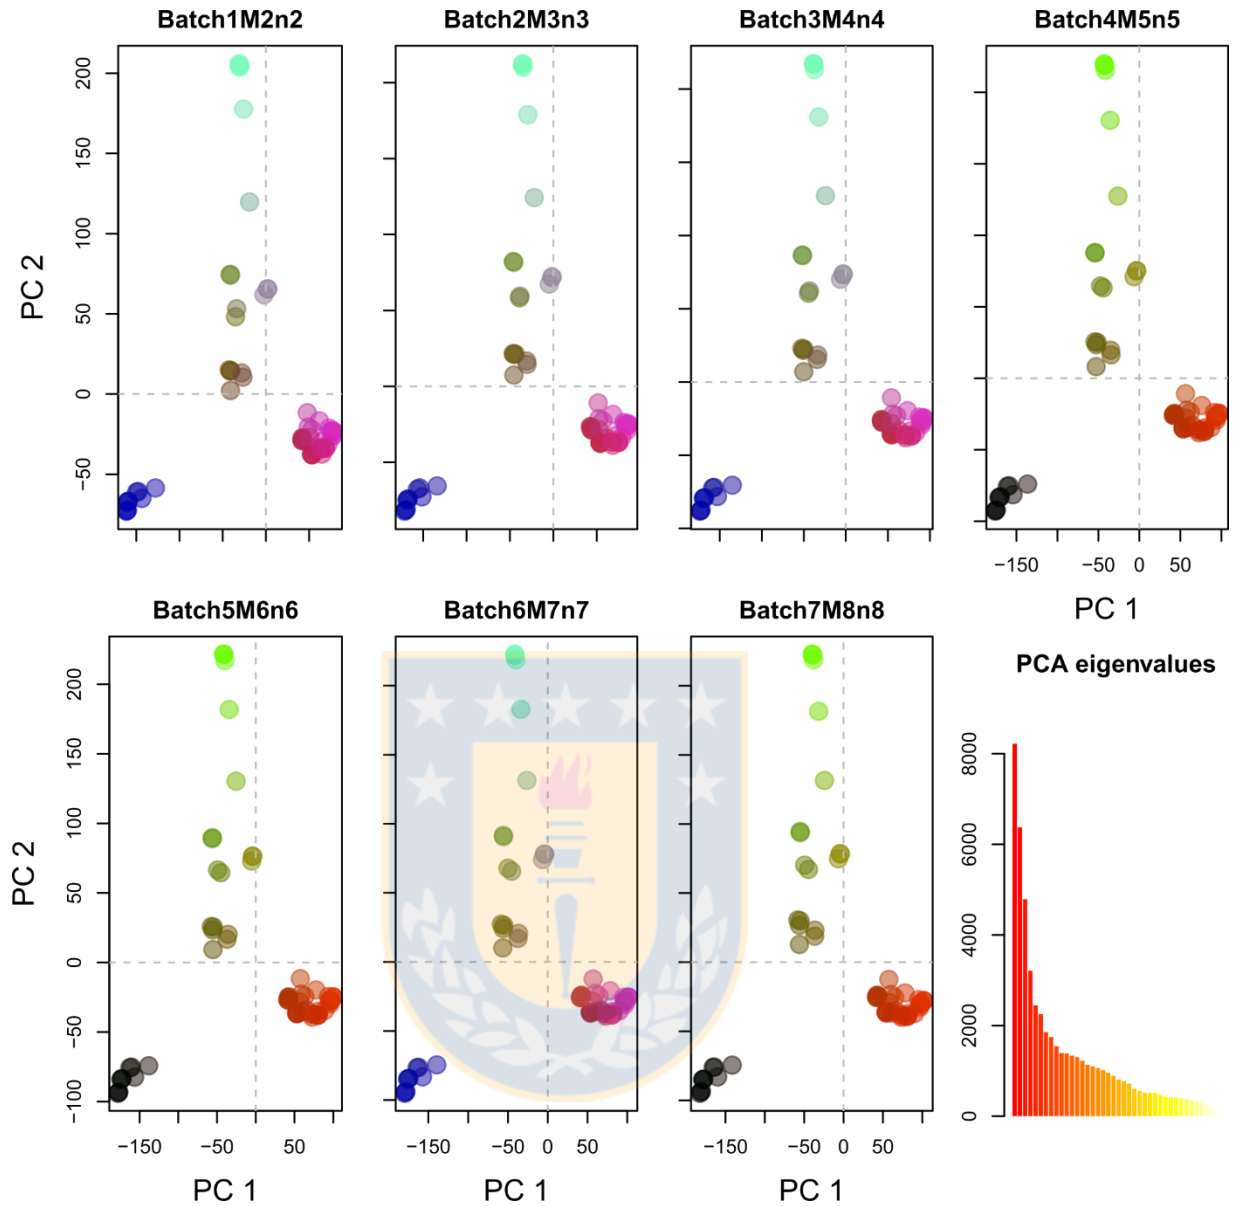 Batch1M2n2 Batch2M3n3 Batch3M4n4 Batch4M5n5
200
150
100
50
0
−50
PC 2
−150 −50 0 50
PC 1
Batch5M6n6 Batch6M7n7 Batch7M8n8
PCA eigenvalues
200
150
100
50
0
−50
−100
PC 2
8000
6000
4000
2000
0
−150 −50 0 50 −150 −50 0 50 −150 −50 0 50
PC 1 PC 1 PC 1